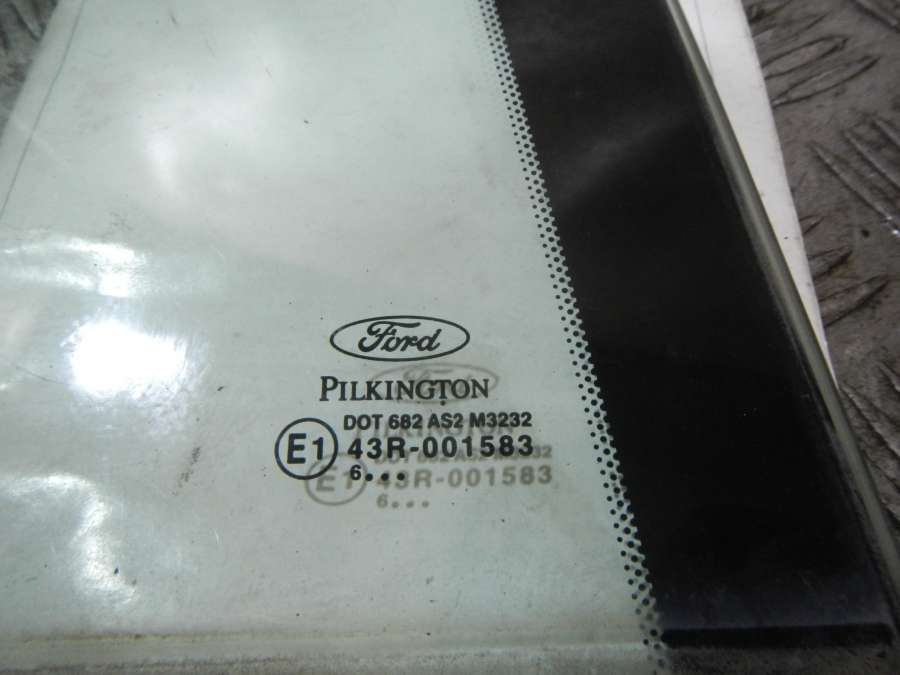 Ford
PILKINGTON
DOT 682 AS2 M3232
E1 43R-001583
6...